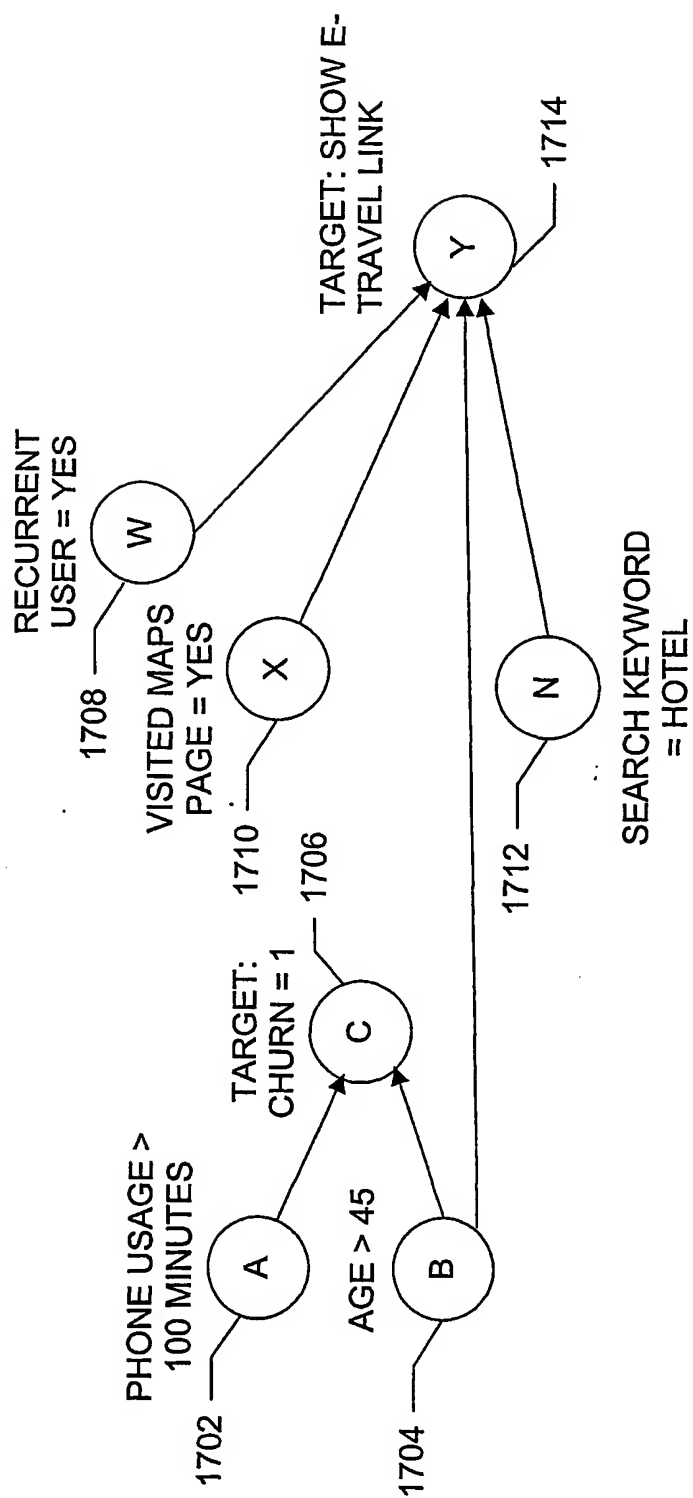 PHONE USAGE >
100 MINUTES
1702
A
AGE > 45
1704
B
TARGET:
CHURN = 1
1706
C
RECURRENT
USER = YES
1708
W
VISITED MAPS
PAGE = YES
1710
X
1712
N
SEARCH KEYWORD
= HOTEL
TARGET: SHOW E-
TRAVEL LINK
Y
1714